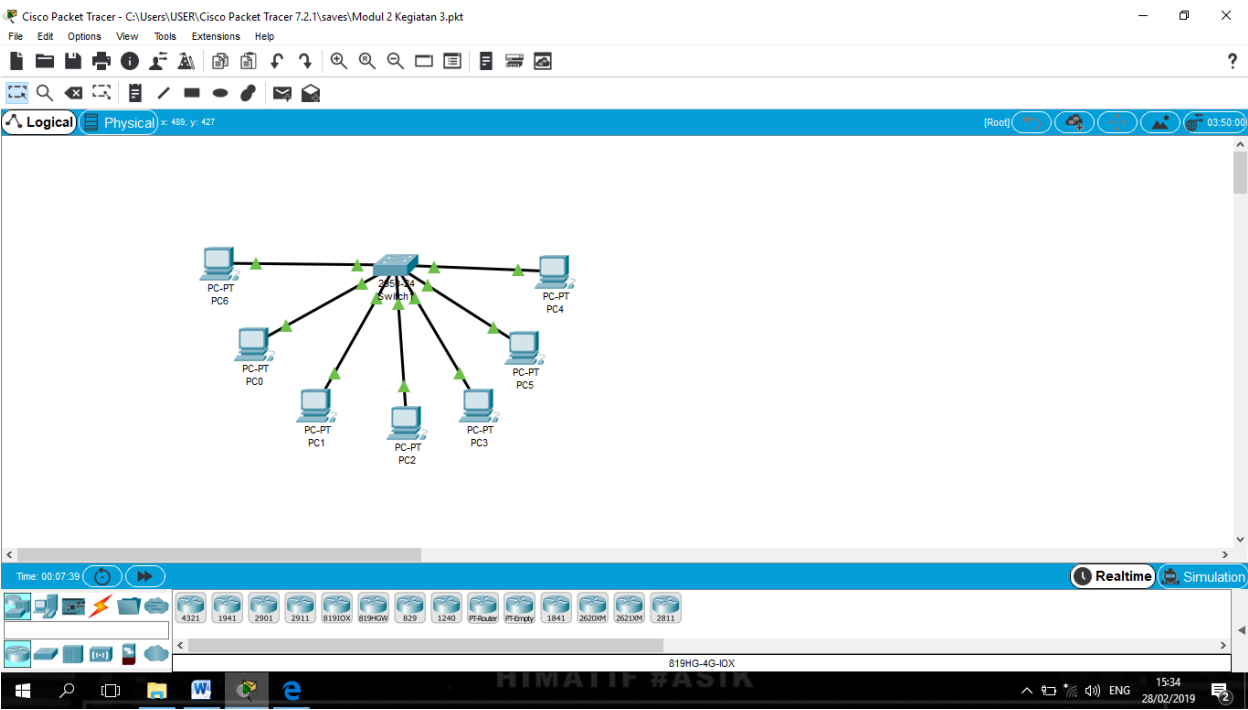 Cisco Packet Tracer - C:\Users\USER\Cisco Packet Tracer 7.2.1\saves\Modul 2 Kegiatan 3.pkt
File Edit Options View Tools Extensions Help
Logical Physical x: 489, y: 427 [Root] 03:50:00
PC-PT
PC6
2950-24
Switch1
PC-PT
PC4
PC-PT
PC0
PC-PT
PC5
PC-PT
PC1
PC-PT
PC2
PC-PT
PC3
Time: 00:07:39 Realtime Simulation
4321 1941 2901 2911 819IOX 819HGW 829 1240 PT-Router PT-Empty 1841 2620XM 2621XM 2811
819HG-4G-IOX
HIMATIF #ASIK
ENG 15:34
28/02/2019 2